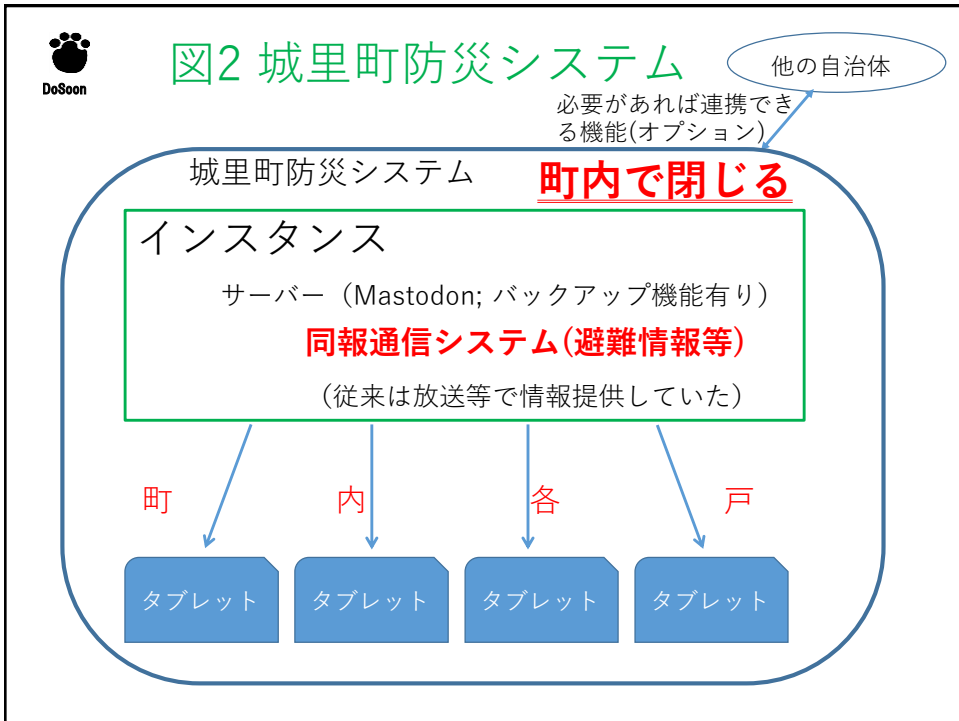 DoSoon
図2 城里町防災システム
他の自治体
必要があれば連携でき
る機能(オプション)
城里町防災システム
町内で閉じる
インスタンス
サーバー（Mastodon; バックアップ機能有り）
同報通信システム(避難情報等)
（従来は放送等で情報提供していた）
町 内 各 戸
タブレット タブレット タブレット タブレット